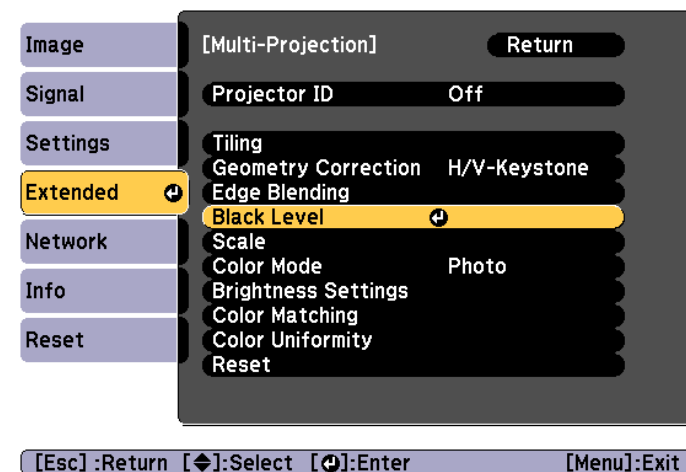 Image
Signal
Settings
Extended
Network
Info
Reset
[Multi-Projection] Return
Projector ID Off
Tiling
Geometry Correction H/V-Keystone
Edge Blending
Black Level
Scale
Color Mode Photo
Brightness Settings
Color Matching
Color Uniformity
Reset
[Esc] :Return [◆]:Select [↵]:Enter [Menu]:Exit